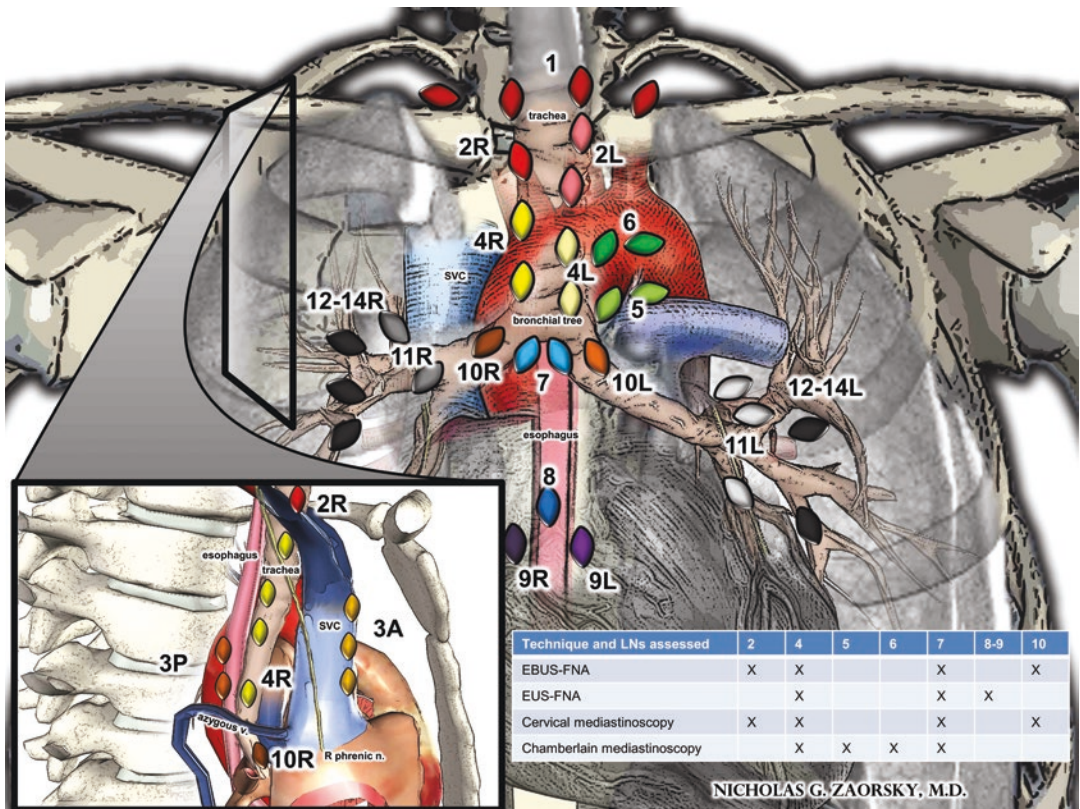 1
trachea
2R
2L
6
4R
4L
SVC
5
12-14R
bronchial tree
11R
10R
7
10L
12-14L
11L
esophagus
8
9R
9L
2R
esophagus
trachea
SVC
3A
3P
4R
azygous v.
10R
R phrenic n.
Technique and LNs assessed 2 4 5 6 7 8-9 10
EBUS-FNA X X X X
EUS-FNA X X X
Cervical mediastinoscopy X X X X
Chamberlain mediastinoscopy X X X X
NICHOLAS G. ZAORSKY, M.D.